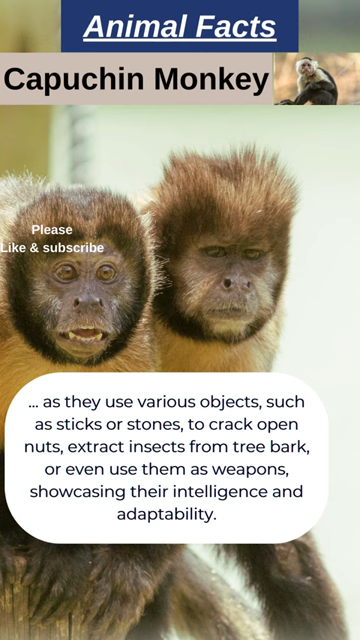 Animal Facts
Capuchin Monkey
Please
Like & subscribe
... as they use various objects, such
as sticks or stones, to crack open
nuts, extract insects from tree bark,
or even use them as weapons,
showcasing their intelligence and
adaptability.